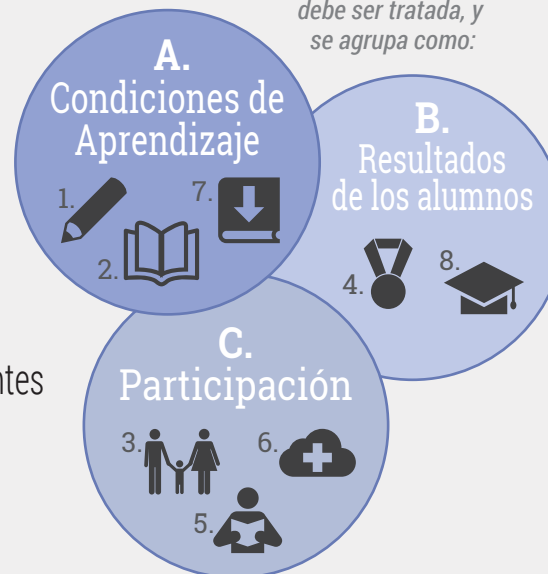 debe ser tratada, y
se agrupa como:
A.
Condiciones de
Aprendizaje
1.
7.
2.
B.
Resultados
de los alumnos
4.
8.
ntes
C.
Participación
3.
6.
5.